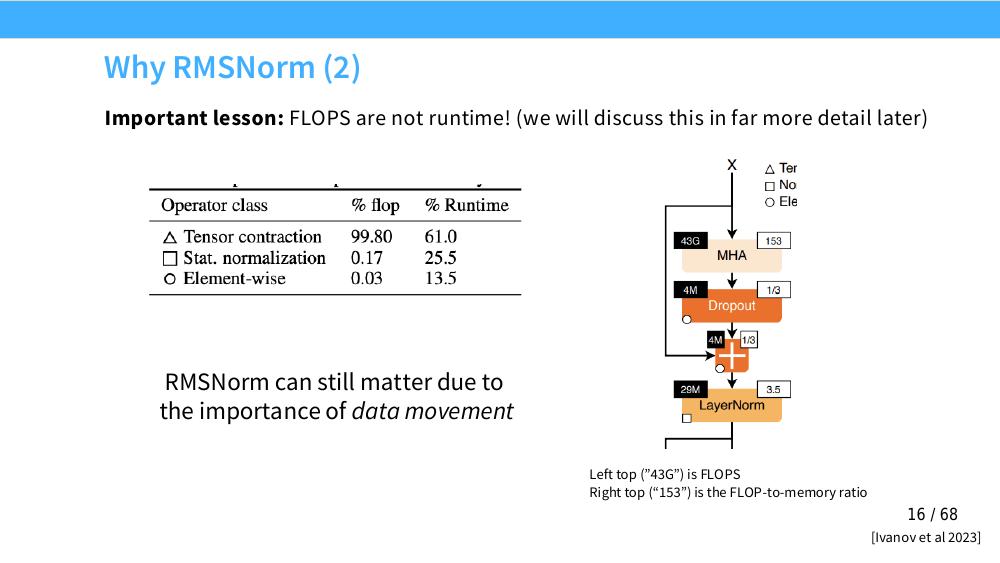 Why RMSNorm (2)
Important lesson: FLOPS are not runtime! (we will discuss this in far more detail later)
Operator class % flop % Runtime
△ Tensor contraction 99.80 61.0
□ Stat. normalization 0.17 25.5
○ Element-wise 0.03 13.5
RMSNorm can still matter due to
the importance of data movement
X
△ Ter
□ No
○ Ele
43G 153
MHA
4M 1/3
Dropout
4M 1/3
29M 3.5
LayerNorm
Left top (”43G”) is FLOPS
Right top (“153”) is the FLOP-to-memory ratio
16 / 68
[Ivanov et al 2023]